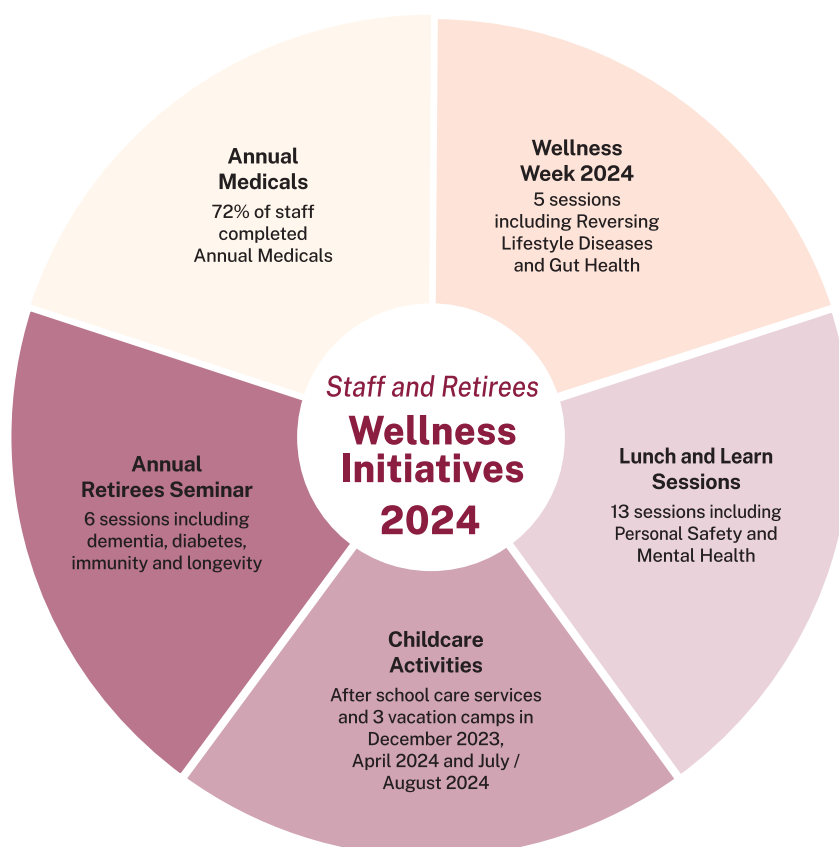 Annual
Medicals
72% of staff
completed
Annual Medicals
Wellness
Week 2024
5 sessions
including Reversing
Lifestyle Diseases
and Gut Health
Staff and Retirees
Wellness
Initiatives
2024
Lunch and Learn
Sessions
13 sessions including
Personal Safety and
Mental Health
Annual
Retirees Seminar
6 sessions including
dementia, diabetes,
immunity and longevity
Childcare
Activities
After school care services
and 3 vacation camps in
December 2023,
April 2024 and July /
August 2024